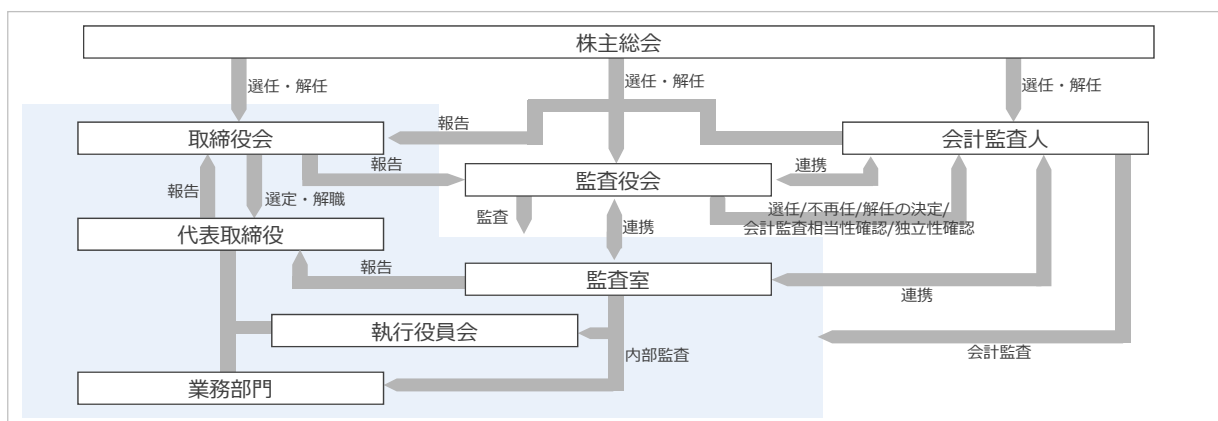 株主総会
選任・解任
選任・解任
選任・解任
報告
取締役会
会計監査人
報告
連携
監査役会
報告
選定・解職
監査
連携
選任/不再任/解任の決定/
会計監査相当性確認/独立性確認
代表取締役
報告
監査室
連携
執行役員会
内部監査
会計監査
業務部門